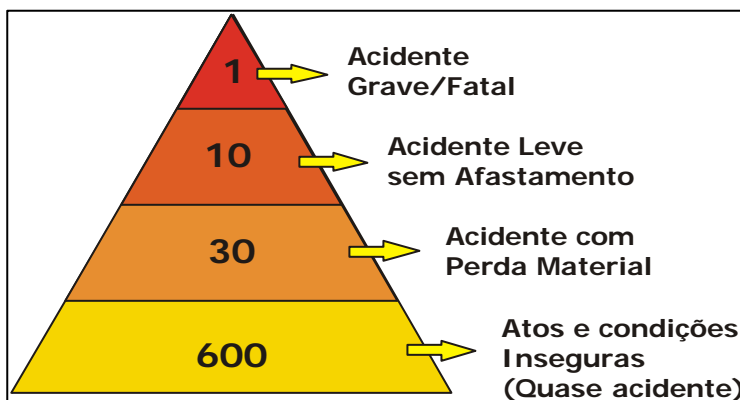 1
Acidente
Grave/Fatal
10
Acidente Leve
sem Afastamento
30
Acidente com
Perda Material
600
Atos e condições
Inseguras
(Quase acidente)